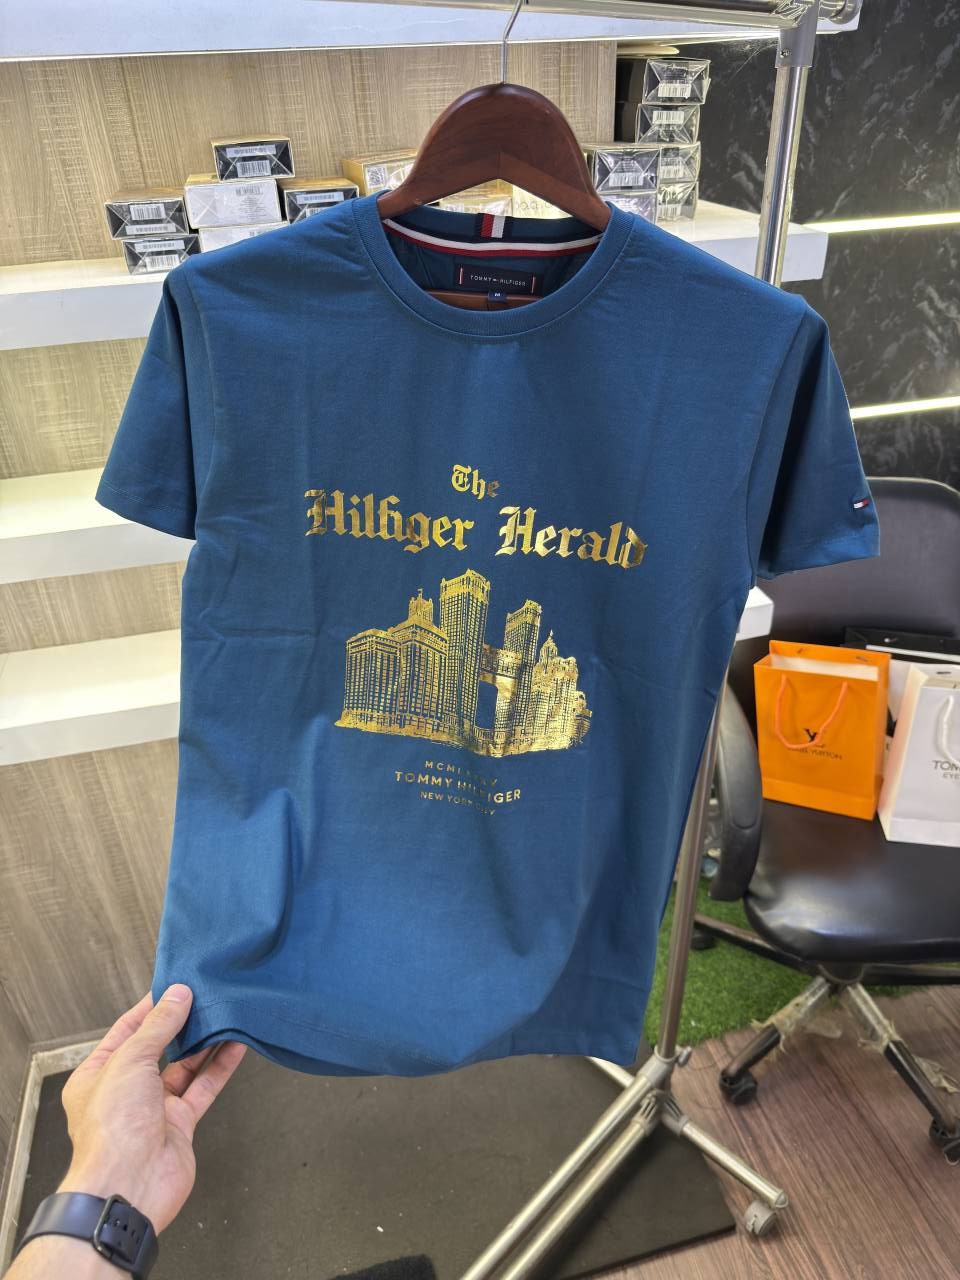 TOMMY HILFIGER
M
The
Hilfiger Herald
TOMMY HILFIGER
NEW YORK CITY